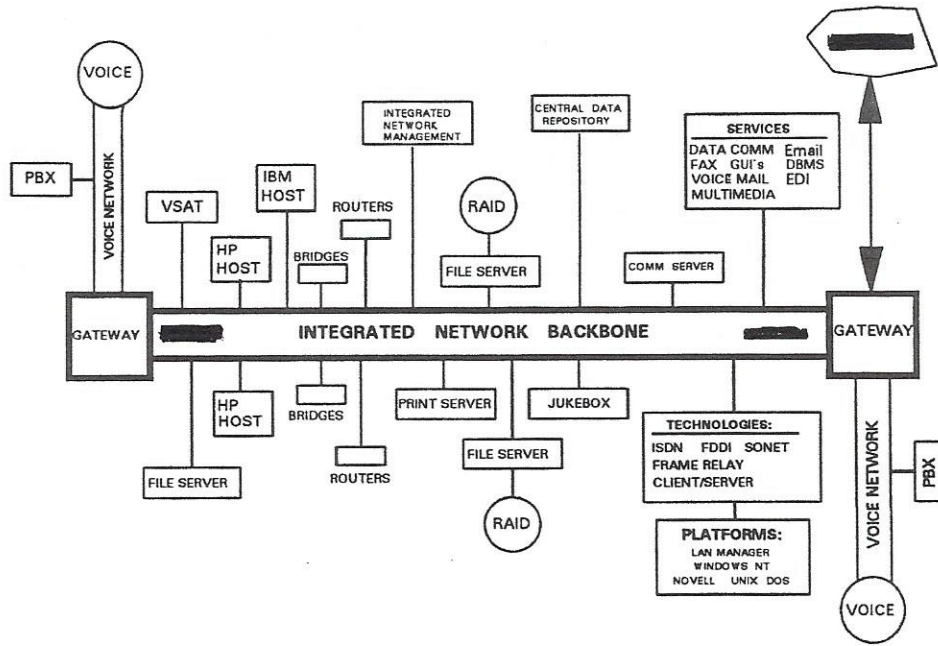 VOICE
PBX
VOICE NETWORK
VSAT
HP
HOST
IBM
HOST
BRIDGES
ROUTERS
INTEGRATED
NETWORK
MANAGEMENT
RAID
FILE SERVER
CENTRAL DATA
REPOSITORY
COMM SERVER
SERVICES
DATA COMM Email
FAX GUI's DBMS
VOICE MAIL EDI
MULTIMEDIA
GATEWAY
INTEGRATED NETWORK BACKBONE
GATEWAY
FILE SERVER
HP
HOST
BRIDGES
ROUTERS
PRINT SERVER
FILE SERVER
RAID
JUKEBOX
TECHNOLOGIES:
ISDN FDDI SONET
FRAME RELAY
CLIENT/SERVER
PLATFORMS:
LAN MANAGER
WINDOWS NT
NOVELL UNIX DOS
VOICE NETWORK
PBX
VOICE